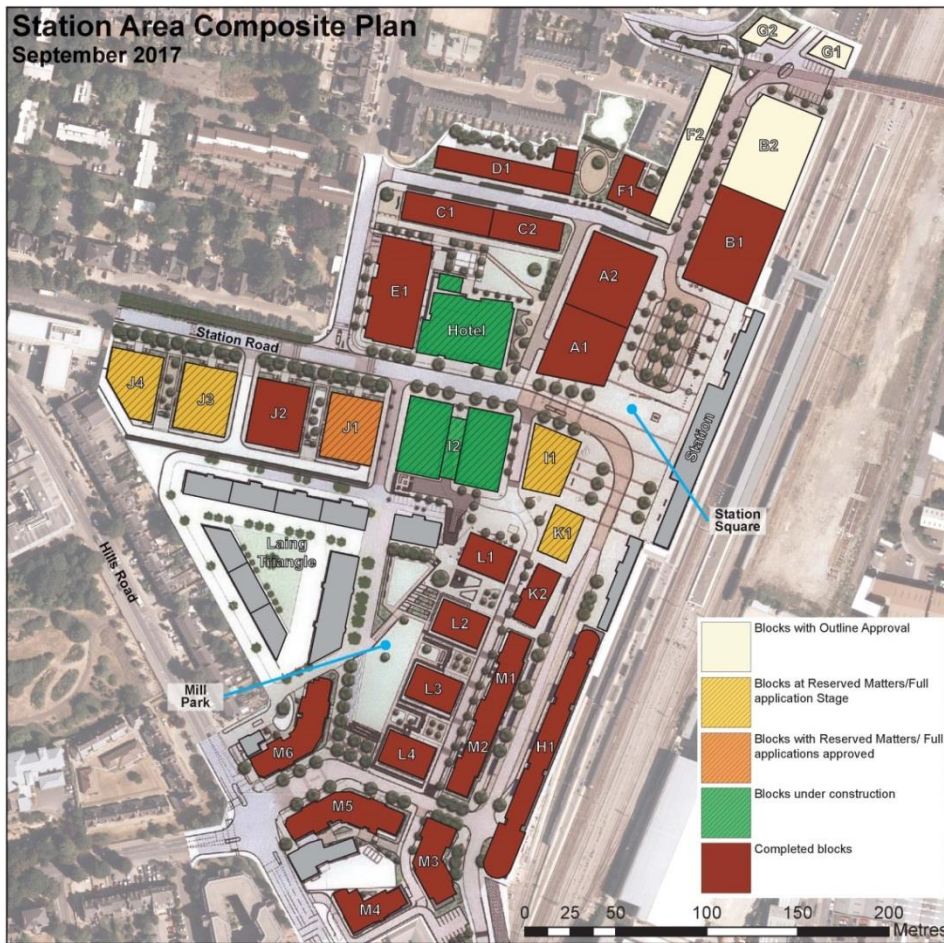 Station Area Composite Plan
September 2017
G2
G1
F2
B2
D1
F1
C1
C2
B1
A2
E1
Hotel
A1
Station Road
J4
J3
J2
J1
I2
I1
Station
Station
Square
K1
Laing
Triangle
Hills Road
L1
K2
L2
M1
Mill
Park
L3
H1
M6
L4
M2
M5
M3
M4
Blocks with Outline Approval
Blocks at Reserved Matters/Full
application Stage
Blocks with Reserved Matters/ Full
applications approved
Blocks under construction
Completed blocks
0 25 50 100 150 200
Metres